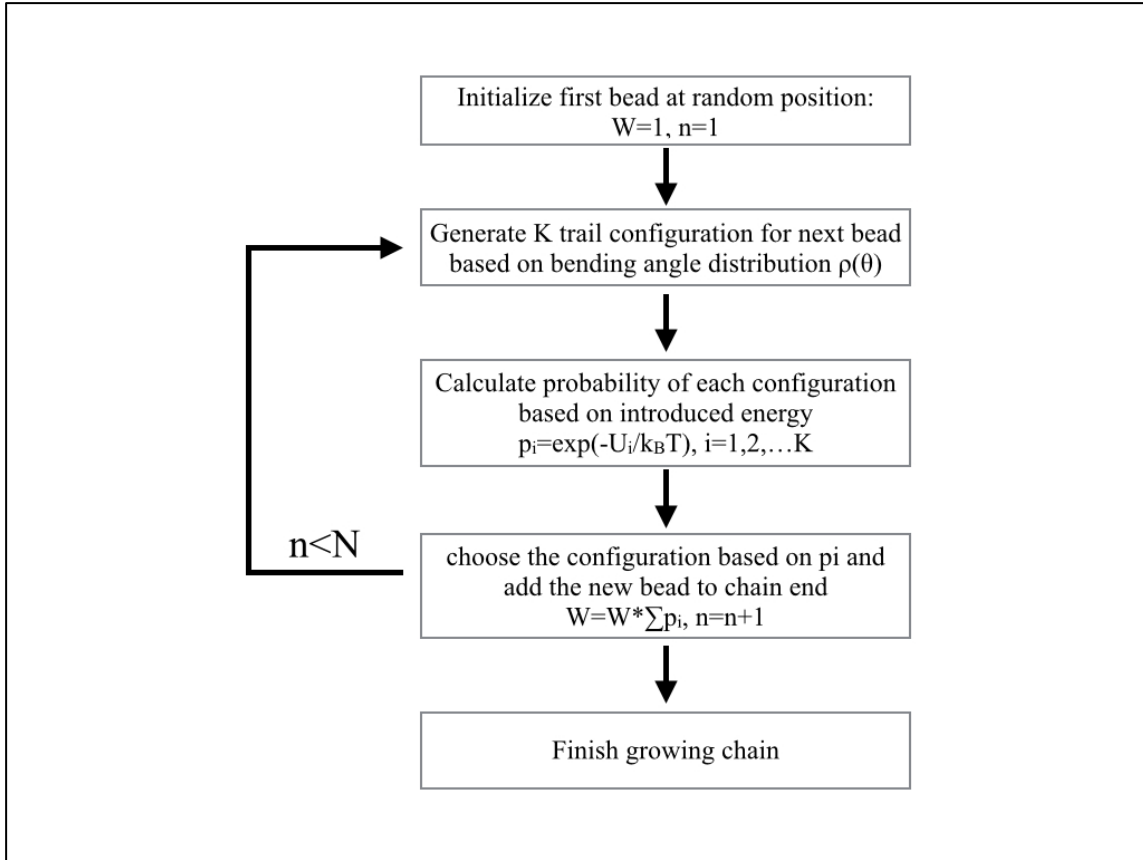 Initialize first bead at random position:
W=1, n=1
Generate K trail configuration for next bead
based on bending angle distribution ρ(θ)
Calculate probability of each configuration
based on introduced energy
pᵢ=exp(-Uᵢ/k_BT), i=1,2,…K
n<N
choose the configuration based on pi and
add the new bead to chain end
W=W*∑pᵢ, n=n+1
Finish growing chain